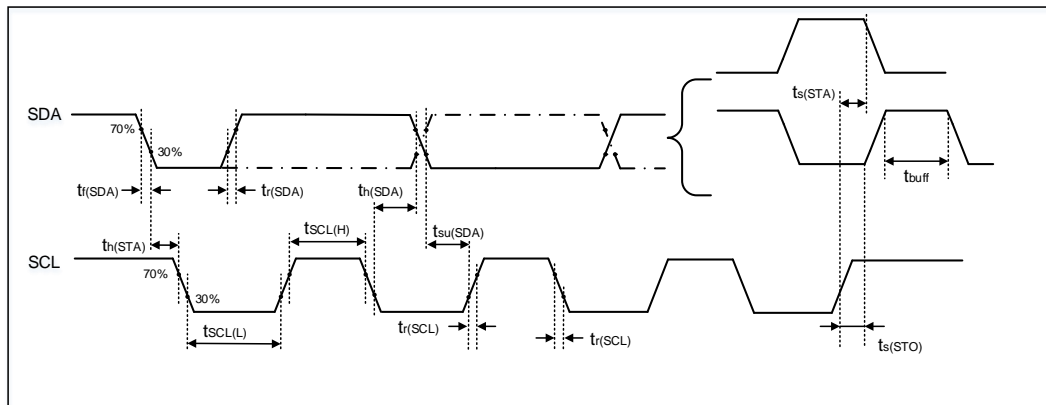 ts(STA)
SDA
70%
30%
tbuff
tf(SDA)
tr(SDA)
th(SDA)
tSCL(H)
tsu(SDA)
th(STA)
SCL
70%
30%
tSCL(L)
tr(SCL)
tr(SCL)
ts(STO)